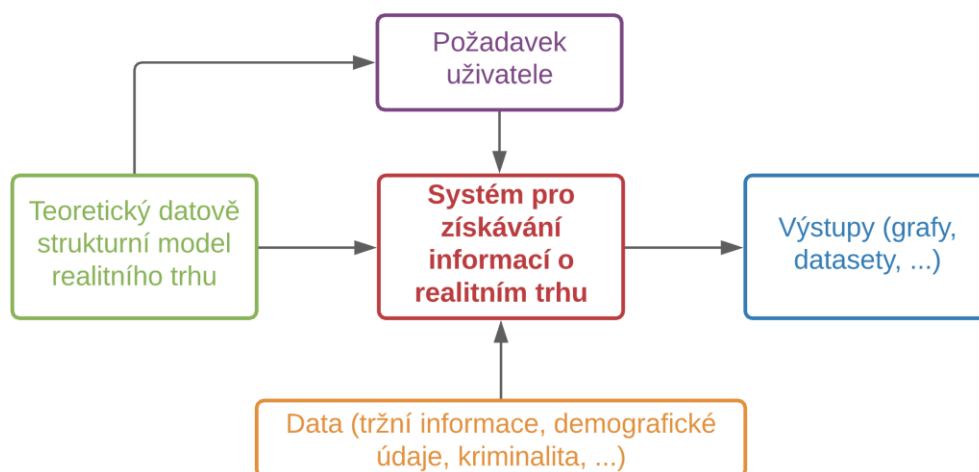 Požadavek
uživatele
Teoretický datově
strukturní model
realitního trhu
Systém pro
získávání
informací o
realitním trhu
Výstupy (grafy,
datasety, ...)
Data (tržní informace, demografické
údaje, kriminalita, ...)